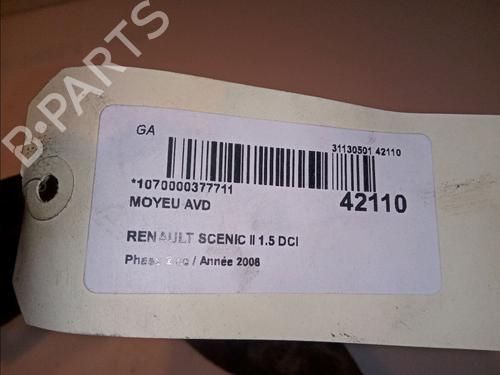 B-PARTS
GA
31130501 42110
*1070000377711
42110
MOYEU AVD
RENAULT SCENIC II 1.5 DCI
/ Année 2006